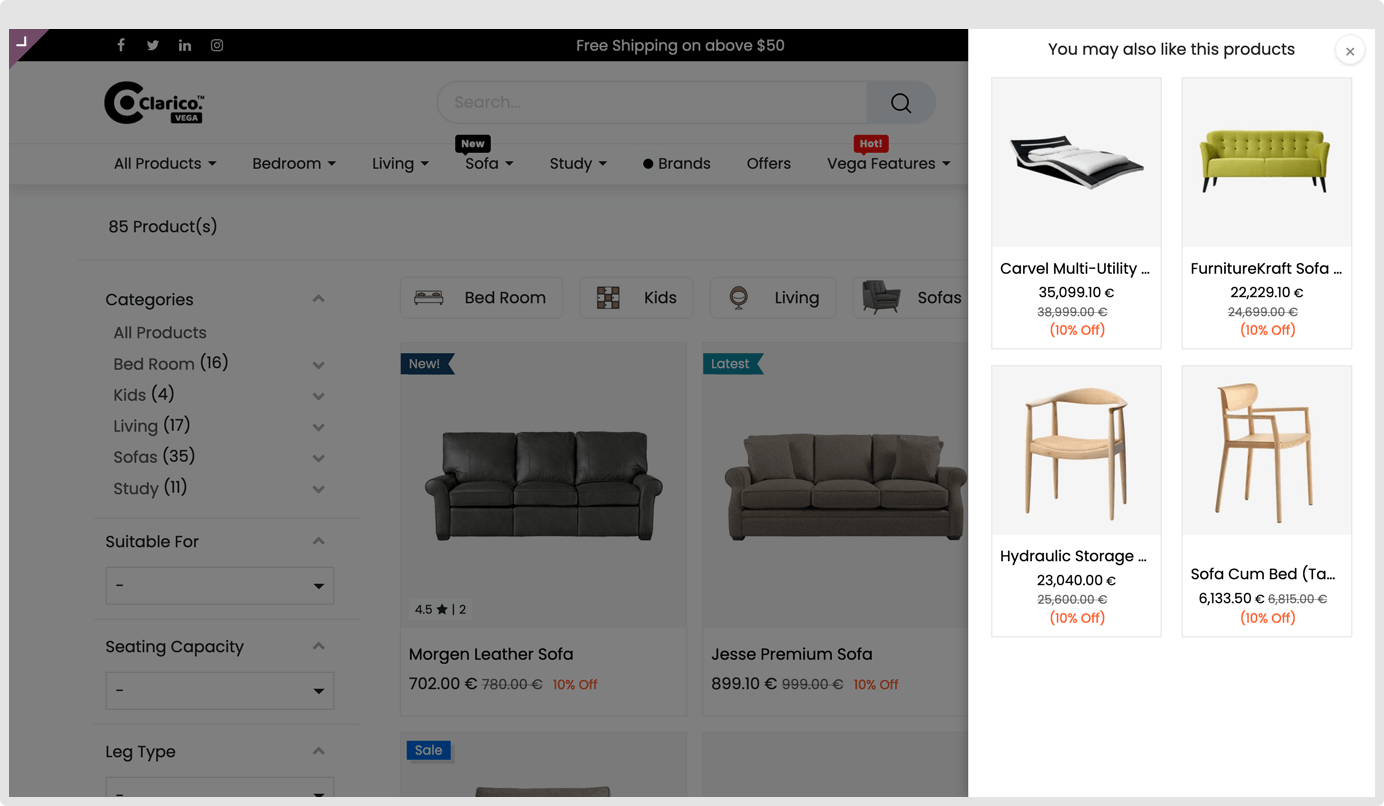 Free Shipping on above $50
Clarico.™
VEGA
Search...
New
Hot!
All Products
Bedroom
Living
Sofa
Study
Brands
Offers
Vega Features
85 Product(s)
Categories
All Products
Bed Room (16)
Kids (4)
Living (17)
Sofas (35)
Study (11)
Suitable For
-
Seating Capacity
-
Leg Type
-
Bed Room
Kids
Living
Sofas
New!
4.5 ★ | 2
Morgen Leather Sofa
702.00 € 780.00 € 10% Off
Latest
Jesse Premium Sofa
899.10 € 999.00 € 10% Off
Sale
You may also like this products
×
Carvel Multi-Utility ...
35,099.10 €
38,999.00 €
(10% Off)
FurnitureKraft Sofa ...
22,229.10 €
24,699.00 €
(10% Off)
Hydraulic Storage ...
23,040.00 €
25,600.00 €
(10% Off)
Sofa Cum Bed (Ta...
6,133.50 € 6,815.00 €
(10% Off)